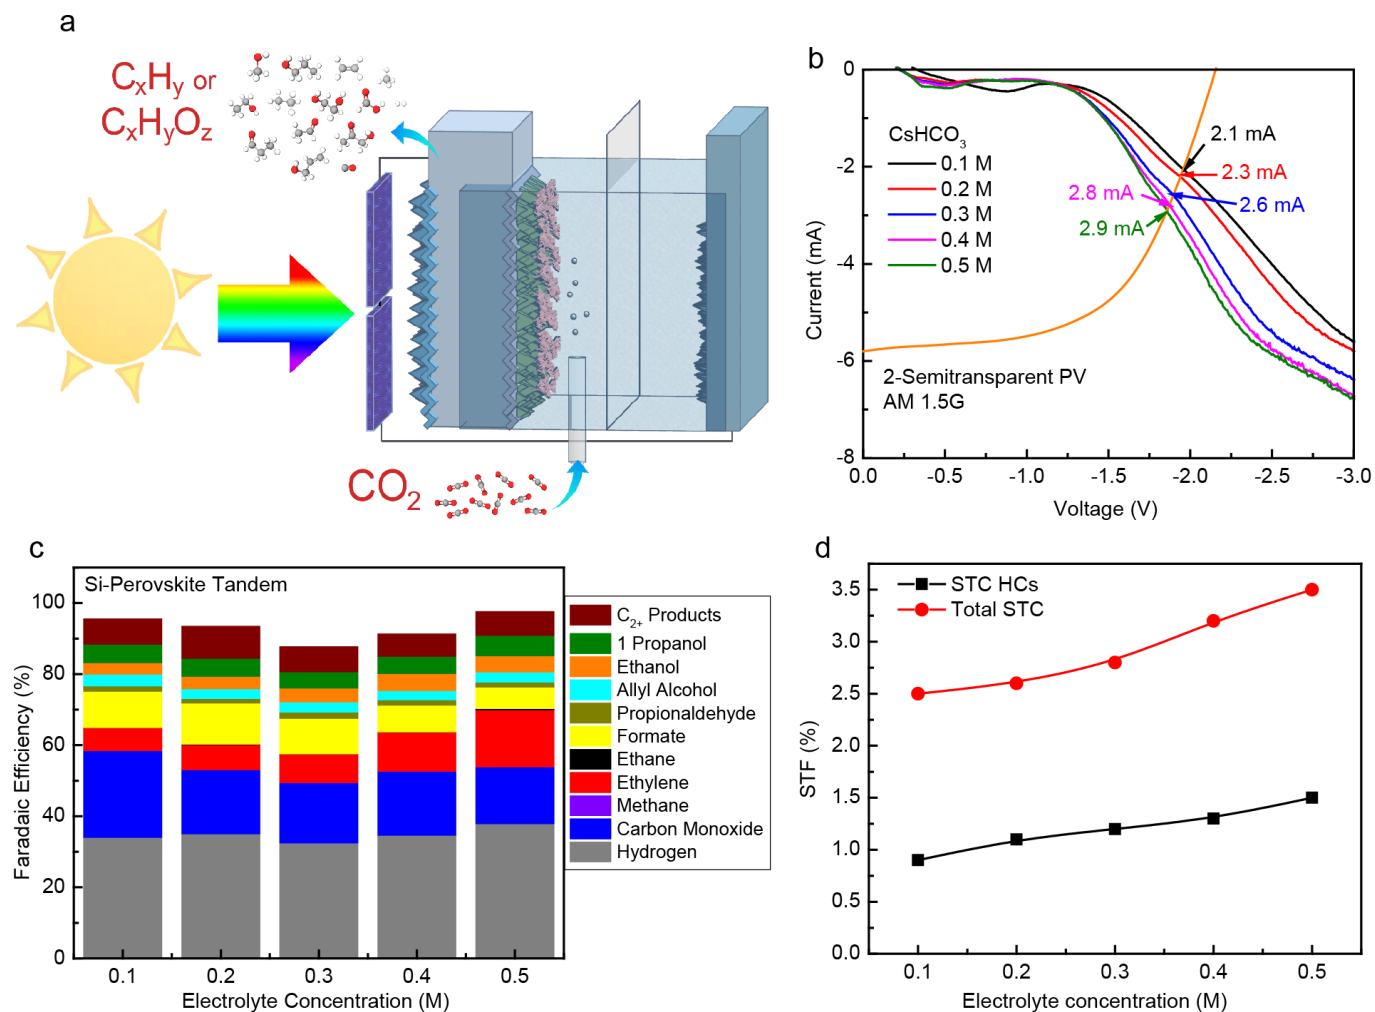 a
CₓHᵧ or
CₓHᵧO_z
CO₂
b
0
-2
-4
-6
-8
Current (mA)
CsHCO₃
0.1 M
0.2 M
0.3 M
0.4 M
0.5 M
2.1 mA
2.3 mA
2.6 mA
2.8 mA
2.9 mA
2-Semitransparent PV
AM 1.5G
0.0
-0.5
-1.0
-1.5
-2.0
-2.5
-3.0
Voltage (V)
c
Si-Perovskite Tandem
100
80
60
40
20
0
Faradaic Efficiency (%)
0.1
0.2
0.3
0.4
0.5
Electrolyte Concentration (M)
C₂₊ Products
1 Propanol
Ethanol
Allyl Alcohol
Propionaldehyde
Formate
Ethane
Ethylene
Methane
Carbon Monoxide
Hydrogen
d
STC HCs
Total STC
3.5
3.0
2.5
2.0
1.5
1.0
0.5
0.0
STF (%)
0.1
0.2
0.3
0.4
0.5
Electrolyte concentration (M)